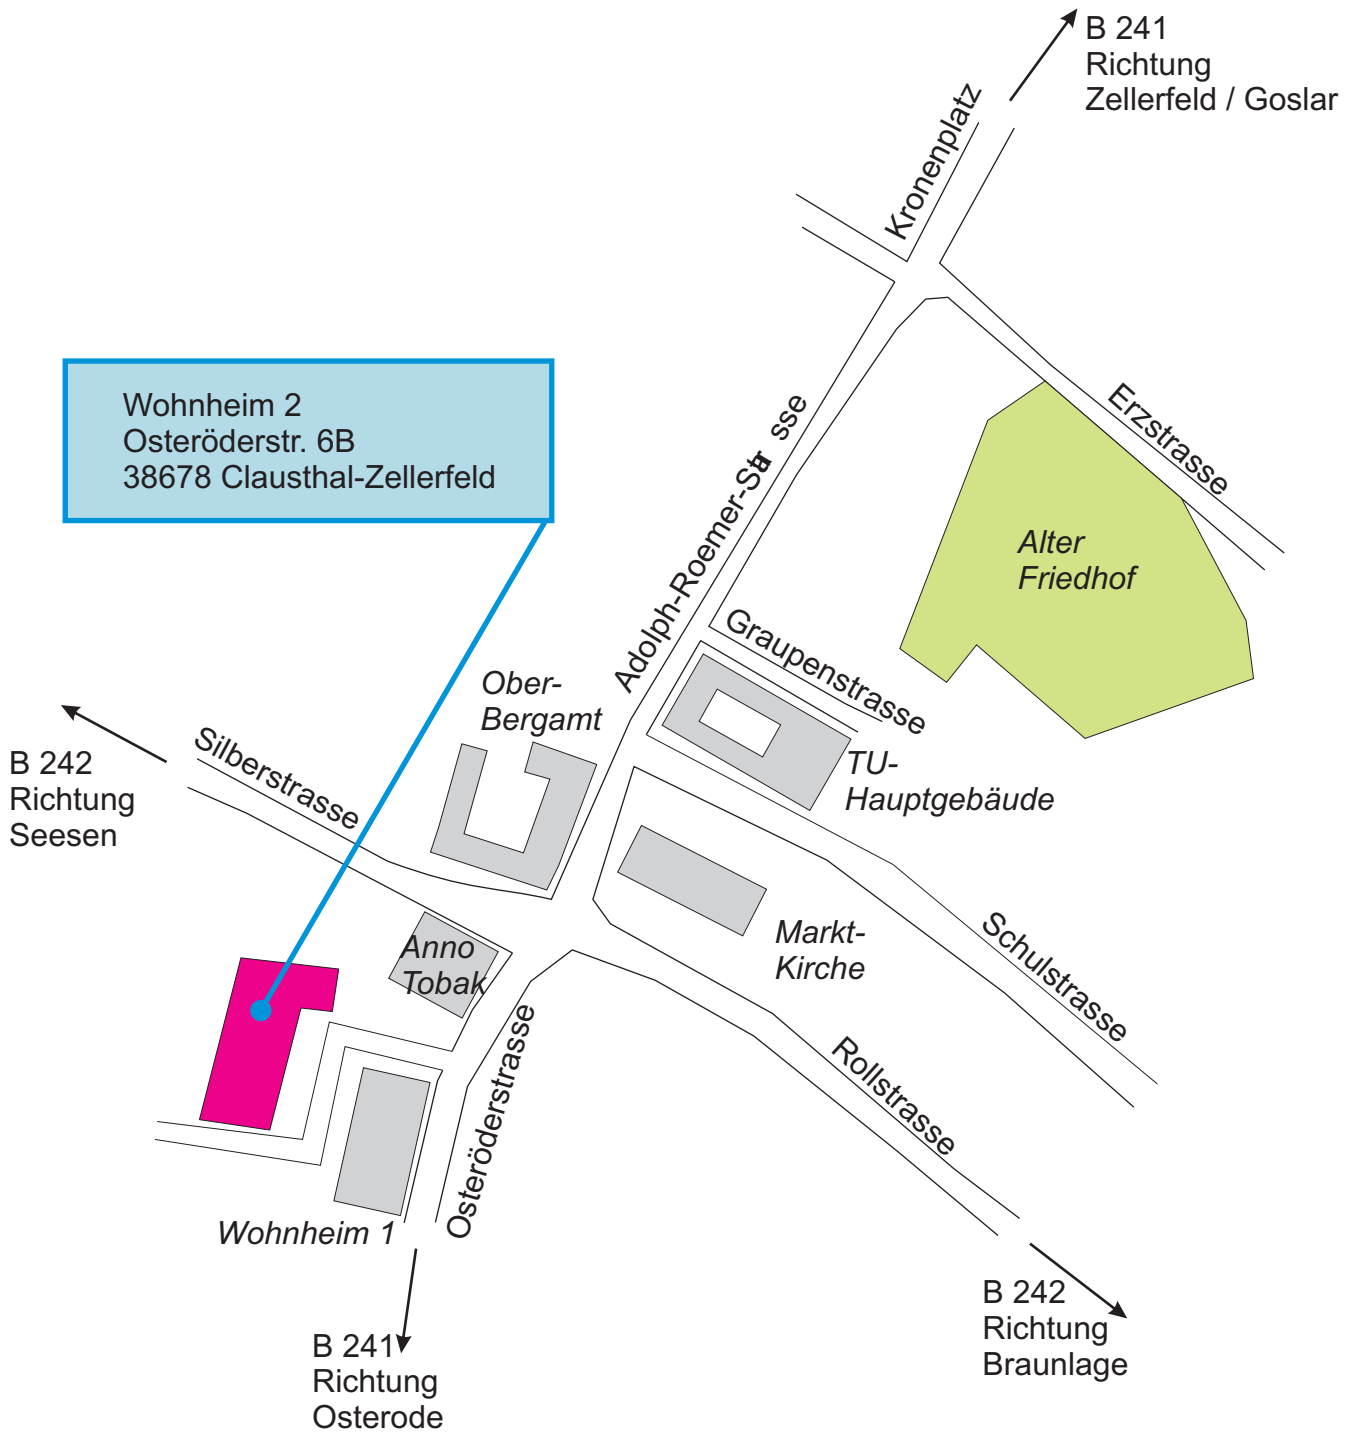 B 241
Richtung
Zellerfeld / Goslar
Kronenplatz
Wohnheim 2
Osteröderstr. 6B
38678 Clausthal-Zellerfeld
Erzstrasse
Adolph-Roemer-Strasse
Alter
Friedhof
Graupenstrasse
Ober-
Bergamt
Silberstrasse
B 242
Richtung
Seesen
TU-
Hauptgebäude
Anno
Tobak
Markt-
Kirche
Schulstrasse
Osteröderstrasse
Rollstrasse
Wohnheim 1
B 242
Richtung
Braunlage
B 241
Richtung
Osterode